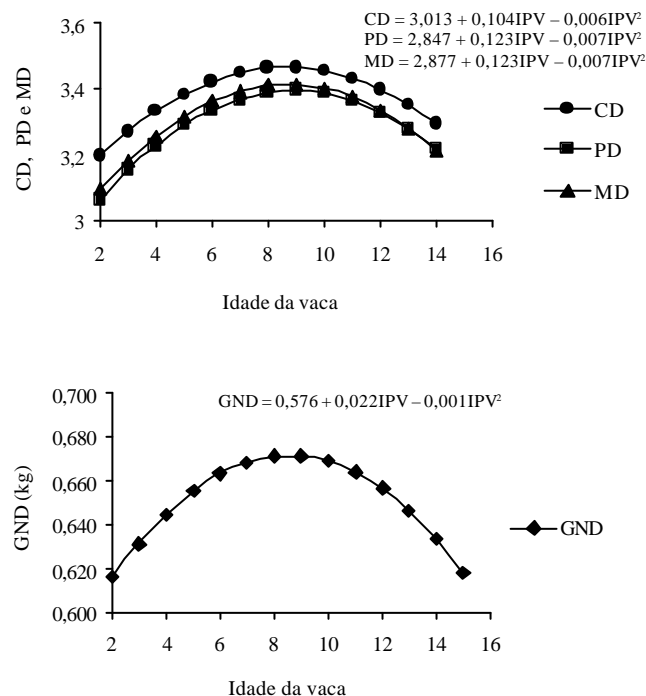 CD = 3,013 + 0,104IPV – 0,006IPV²
PD = 2,847 + 0,123IPV – 0,007IPV²
MD = 2,877 + 0,123IPV – 0,007IPV²
3,6
3,4
3,2
3
CD, PD e MD
2 4 6 8 10 12 14 16
Idade da vaca
CD
PD
MD
GND = 0,576 + 0,022IPV – 0,001IPV²
0,700
0,680
0,660
0,640
0,620
0,600
GND (kg)
2 4 6 8 10 12 14 16
Idade da vaca
GND